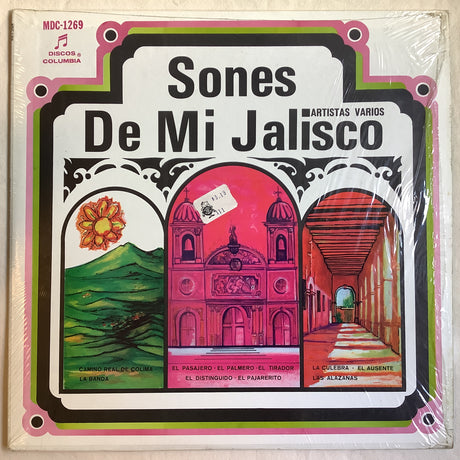 MDC-1269
DISCOS
COLUMBIA
Sones
ARTISTAS VARIOS
De Mi Jalisco
CAMINO REAL DE COLIMA
LA BANDA
EL PASAJERO · EL PALMERO · EL TIRADOR
EL DISTINGUIDO · EL PAJARERITO
LA CULEBRA · EL AUSENTE
LAS ALAZANAS